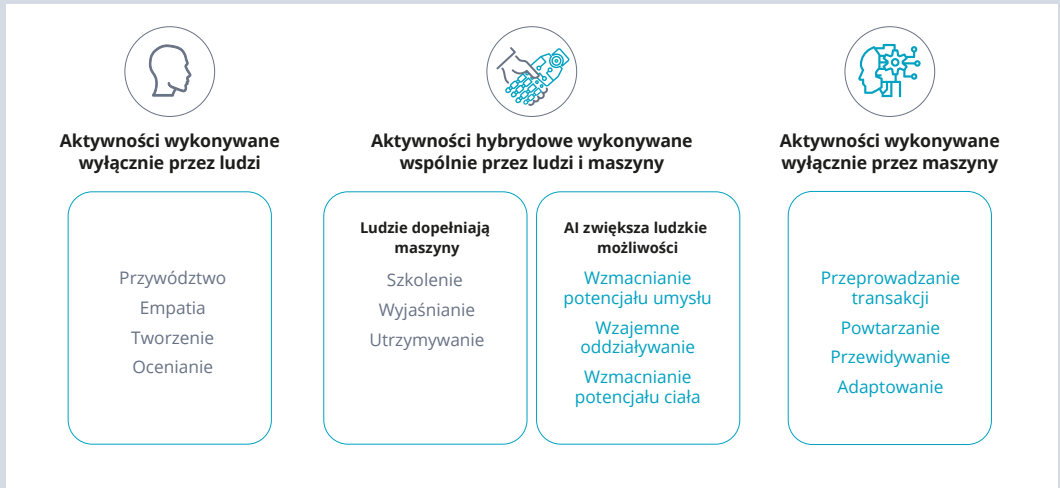 Aktywności wykonywane
wyłącznie przez ludzi
Przywództwo
Empatia
Tworzenie
Ocenianie
Aktywności hybrydowe wykonywane
wspólnie przez ludzi i maszyny
Ludzie dopełniają
maszyny
Szkolenie
Wyjaśnianie
Utrzymywanie
AI zwiększa ludzkie
możliwości
Wzmacnianie
potencjału umysłu
Wzajemne
oddziaływanie
Wzmacnianie
potencjału ciała
Aktywności wykonywane
wyłącznie przez maszyny
Przeprowadzanie
transakcji
Powtarzanie
Przewidywanie
Adaptowanie